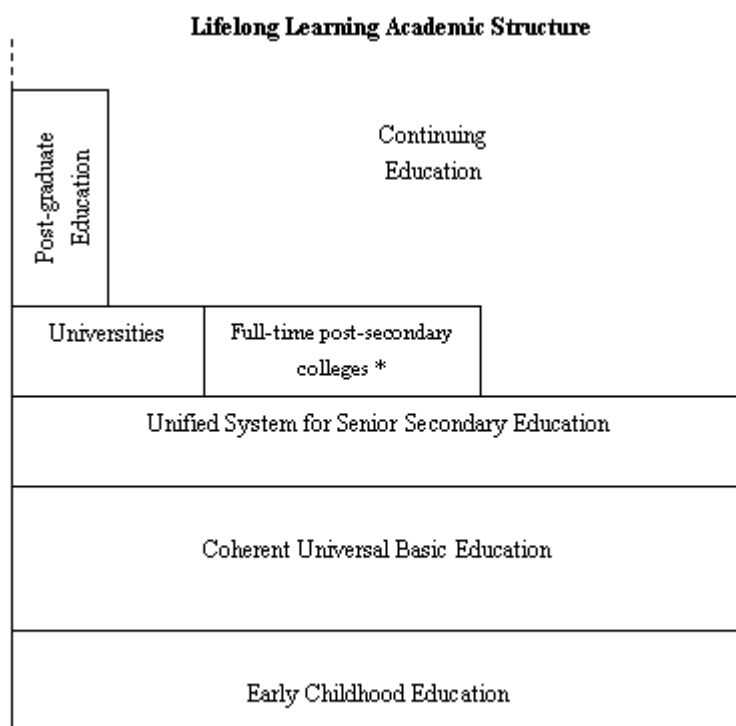 Lifelong Learning Academic Structure
Post-graduate
Education
Continuing
Education
Universities
Full-time post-secondary
colleges *
Unified System for Senior Secondary Education
Coherent Universal Basic Education
Early Childhood Education